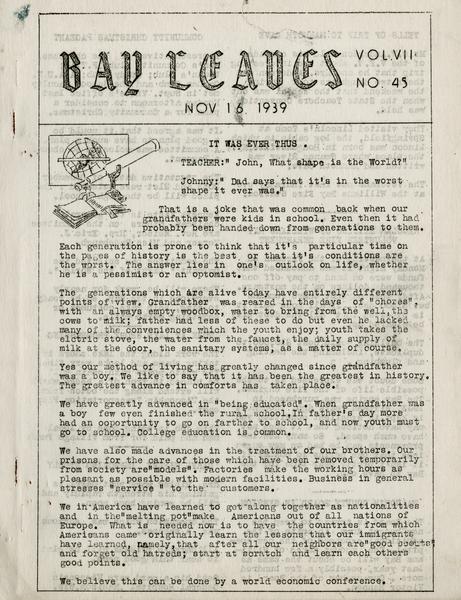 BAY LEAVES
VOL.VII
NO. 45
NOV 16, 1939
IT WAS EVER THUS .
TEACHER:" John, What shape is the World?"
Johnny:" Dad says that it's in the worst
shape it ever was."
That is a joke that was common back when our
grandfathers were kids in school. Even then it had
probably been handed down from generations to them.
Each generation is prone to think that it's particular time on
the pages of history is the best or that it's conditions are
the worst. The answer lies in one's outlook on life, whether
he is a pessimist or an optomist.
The generations which are alive today have entirely different
points of view. Grandfather was reared in the days of "chores",
with an always empty woodbox, water to bring from the well, the
cows to milk; father had less of these to do but even he lacked
many of the conveniences which the youth enjoy; youth takes the
elctric stove, the water from the faucet, the daily supply of
milk at the door, the sanitary systems, as a matter of course.
Yes our method of living has greatly changed since grandfather
was a boy. We like to say that it has been the greatest in history.
The greatest advance in comforts has taken place.
We have greatly advanced in "being educated". When grandfather was
a boy few even finished the rural school,In father's day more
had an oportunity to go on farther to school, and now youth must
go to school. College education is common.
We have also made advances in the treatment of our brothers. Our
prisons, for the care of those which have been removed temporarily
from society are"models". Factories make the working hours as
pleasant as possible with modern facilities. Business in general
stresses "service " to the customers.
We in America have learned to get along together as nationalities
and in the"melting pot"make Americans out of all nations of
Europe. What is needed now is to have the countries from which
Americans came originally learn the lessons that our immigrants
have learned, namely,that after all our neighbors are"good scouts"
and forget old hatreds; start at scratch and learn each others
good points.
We believe this can be done by a world economic conference.